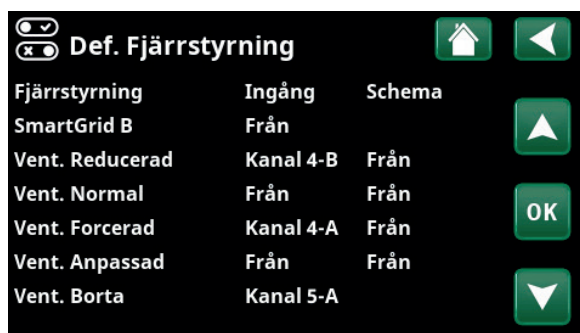 Def. Fjärrstyrning
Fjärrstyrning Ingång Schema
SmartGrid B Från
Vent. Reducerad Kanal 4-B Från
Vent. Normal Från Från
OK
Vent. Forcerad Kanal 4-A Från
Vent. Anpassad Från Från
Vent. Borta Kanal 5-A